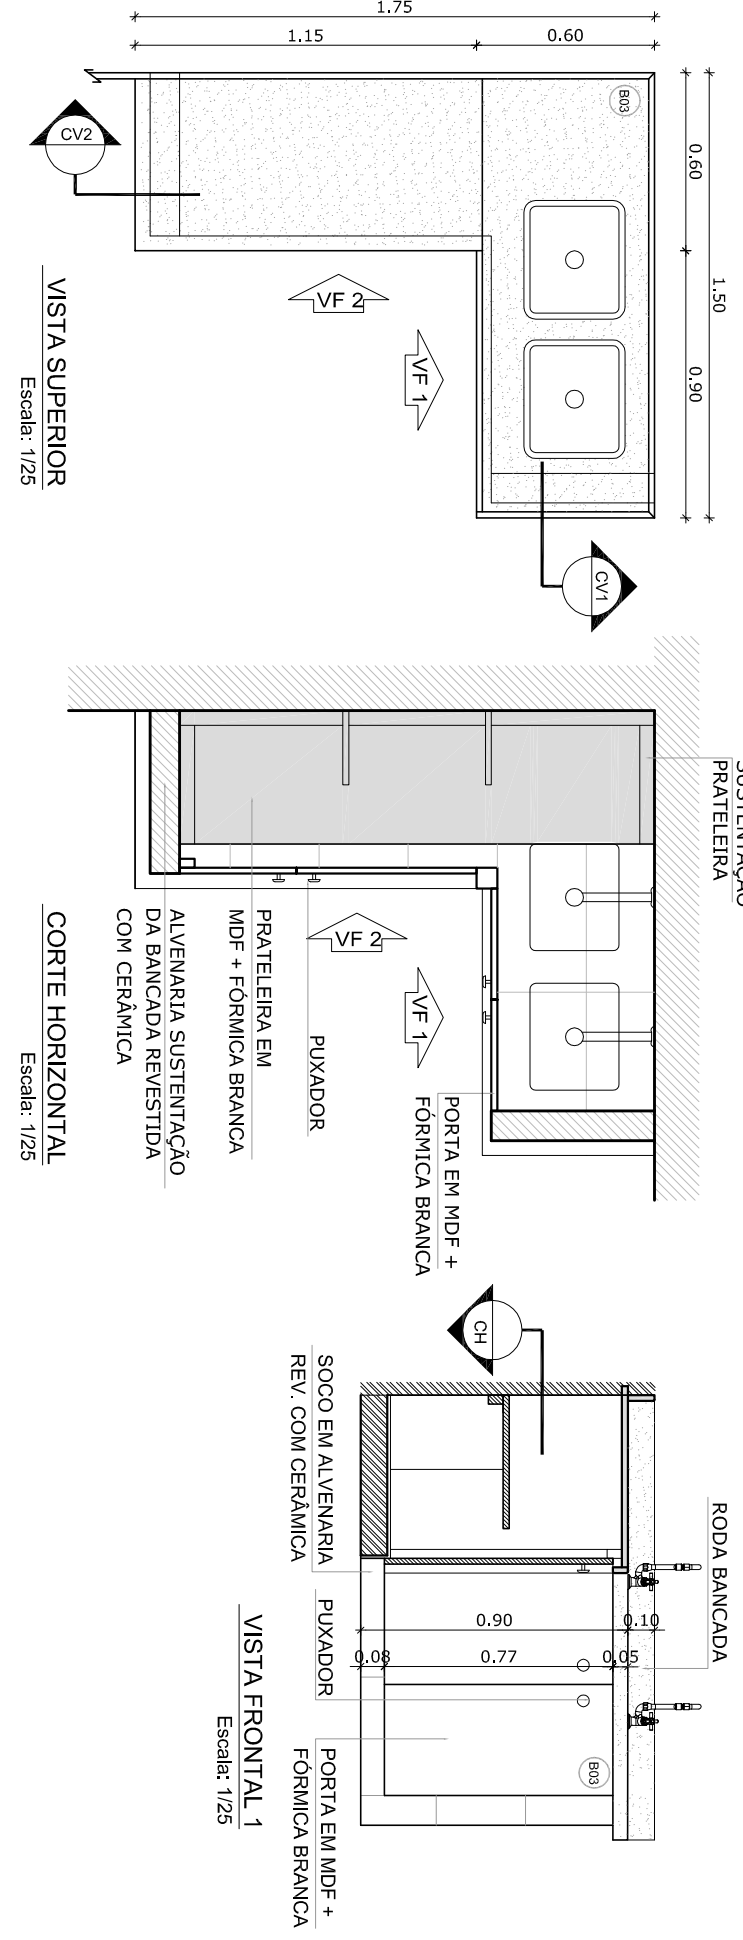 1.75
1.15
0.60
B03
CV2
0.60
1.50
0.90
VF 2
VF 1
CV1
VISTA SUPERIOR
Escala: 1/25
SUSTENTAÇÃO
PRATELEIRA
VF 2
VF 1
PUXADOR
PRATELEIRA EM
MDF + FÓRMICA BRANCA
ALVENARIA SUSTENTAÇÃO
DA BANCADA REVESTIDA
COM CERÂMICA
PORTA EM MDF +
FÓRMICA BRANCA
CORTE HORIZONTAL
Escala: 1/25
CH
SOCO EM ALVENARIA
REV. COM CERÂMICA
RODA BANCADA
0.90
0.10
0.08
0.77
0.05
B03
PUXADOR
PORTA EM MDF +
FÓRMICA BRANCA
VISTA FRONTAL 1
Escala: 1/25